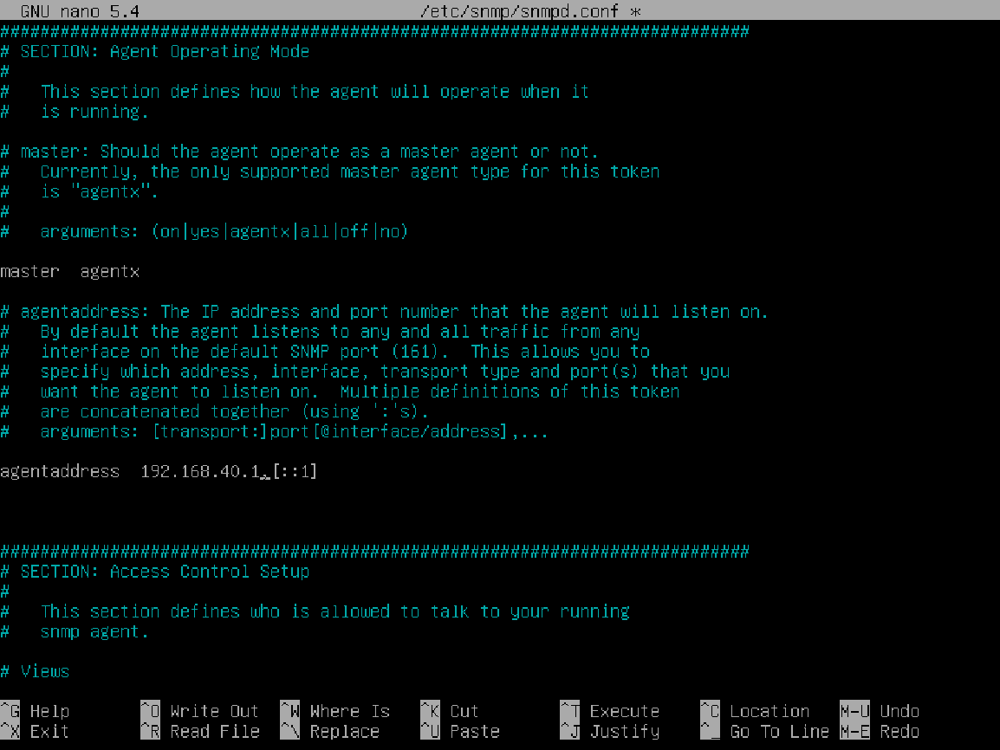 GNU nano 5.4 /etc/snmp/snmpd.conf *
###########################################################################
# SECTION: Agent Operating Mode
#
#   This section defines how the agent will operate when it
#   is running.
# master: Should the agent operate as a master agent or not.
#   Currently, the only supported master agent type for this token
#   is "agentx".
#
#   arguments: (on|yes|agentx|all|off|no)
master  agentx
# agentaddress: The IP address and port number that the agent will listen on.
#   By default the agent listens to any and all traffic from any
#   interface on the default SNMP port (161).  This allows you to
#   specify which address, interface, transport type and port(s) that you
#   want the agent to listen on.  Multiple definitions of this token
#   are concatenated together (using ':'s).
#   arguments: [transport:]port[@interface/address],...
agentaddress  192.168.40.1,[::1]
###########################################################################
# SECTION: Access Control Setup
#
#   This section defines who is allowed to talk to your running
#   snmp agent.
# Views
^G Help ^O Write Out ^W Where Is ^K Cut ^T Execute ^C Location M-U Undo
^X Exit ^R Read File ^\ Replace ^U Paste ^J Justify ^_ Go To Line M-E Redo